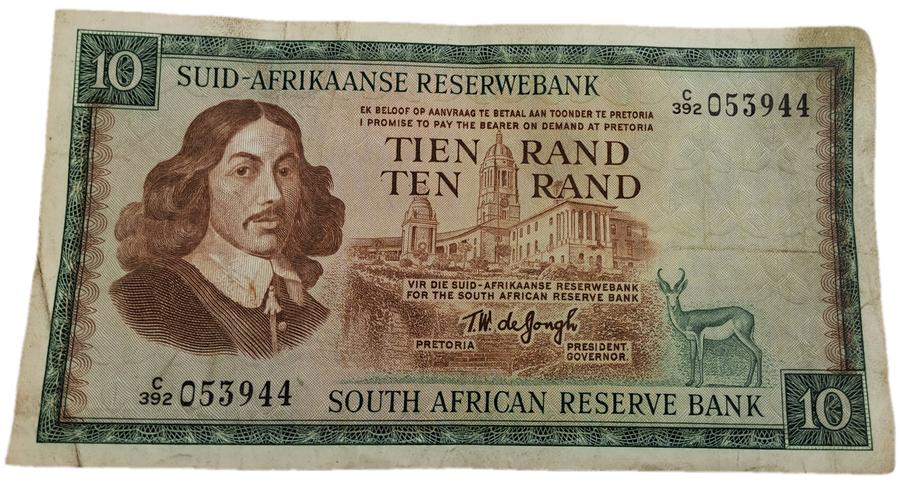 10
SUID-AFRIKAANSE RESERWEBANK
C/392 053944
EK BELOOF OP AANVRAAG TE BETAAL AAN TOONDER TE PRETORIA
I PROMISE TO PAY THE BEARER ON DEMAND AT PRETORIA
TIEN RAND
TEN RAND
VIR DIE SUID-AFRIKAANSE RESERWEBANK
FOR THE SOUTH AFRICAN RESERVE BANK
T.W. de Jongh
PRETORIA
PRESIDENT.
GOVERNOR.
C/392 053944
SOUTH AFRICAN RESERVE BANK
10